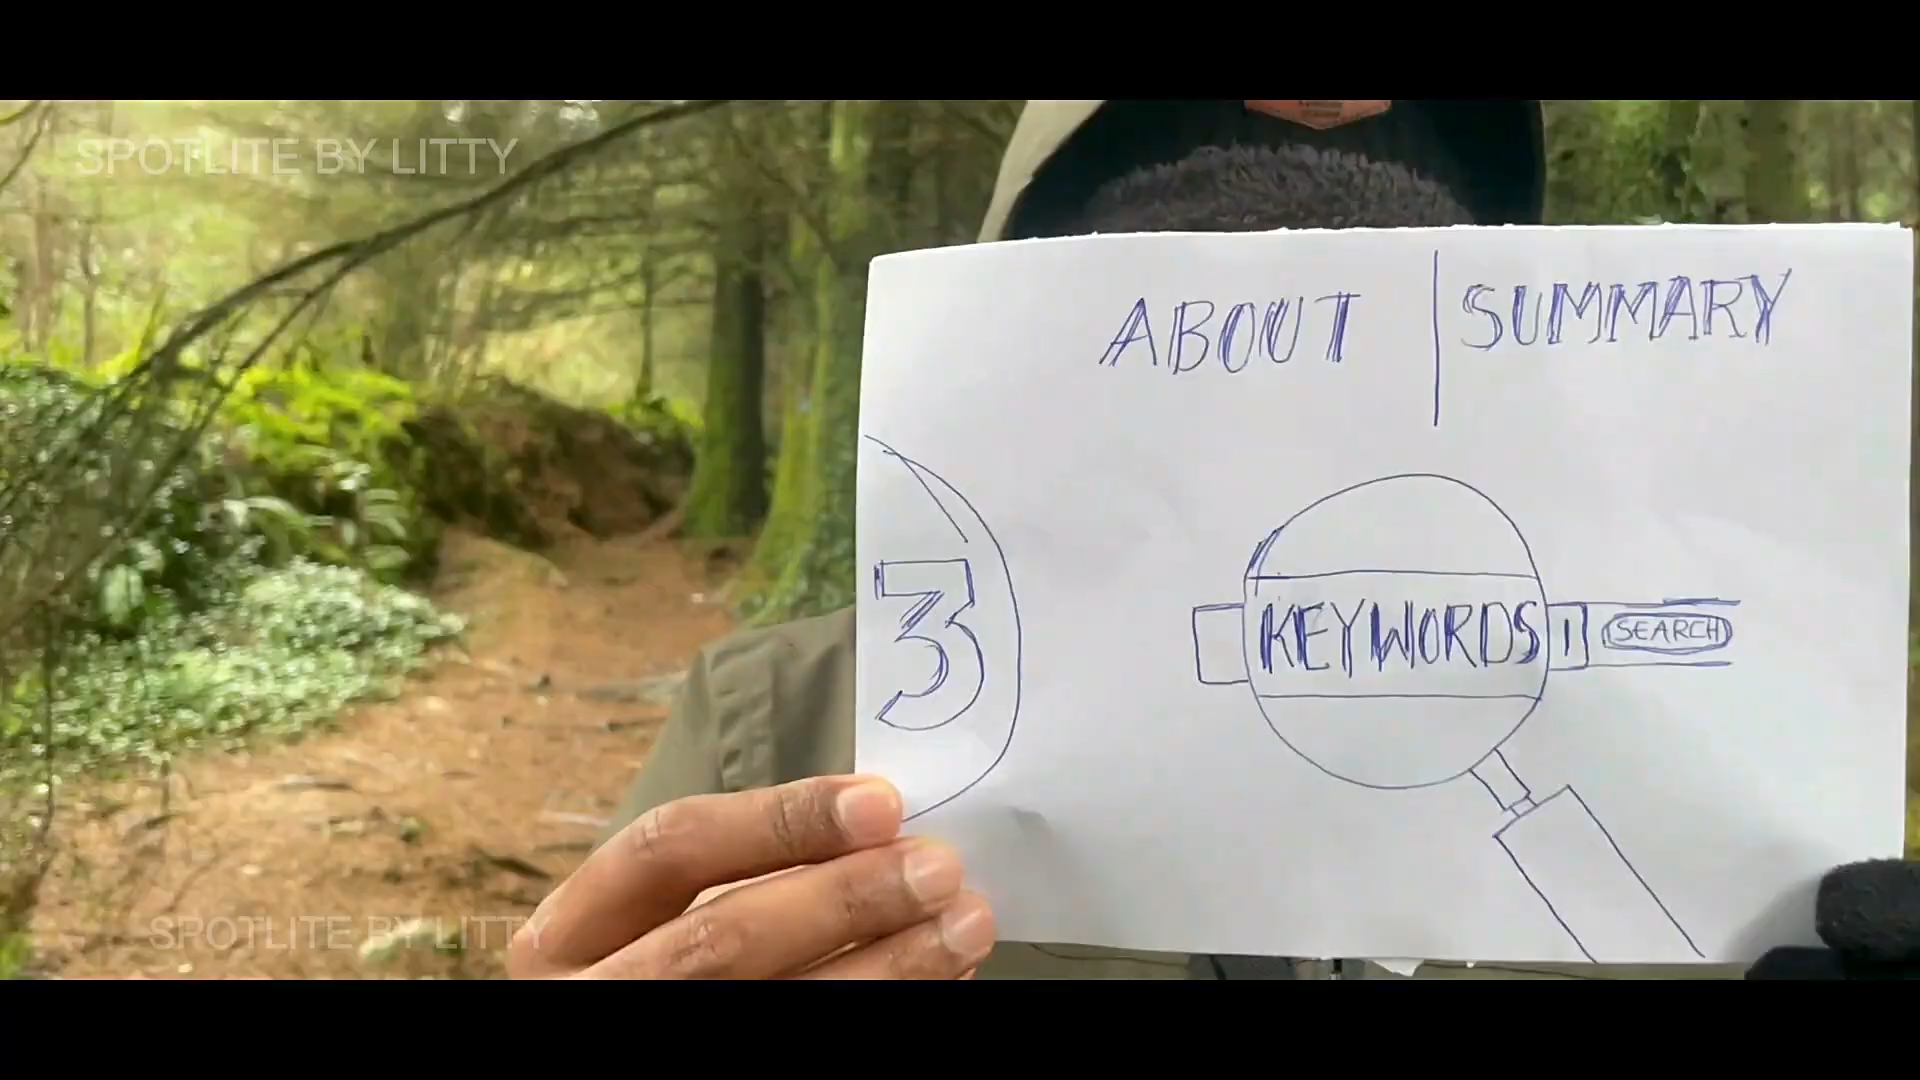 SPOTLITE BY LITTY
ABOUT | SUMMARY
3
KEYWORDS
SEARCH
SPOTLITE BY LITTY